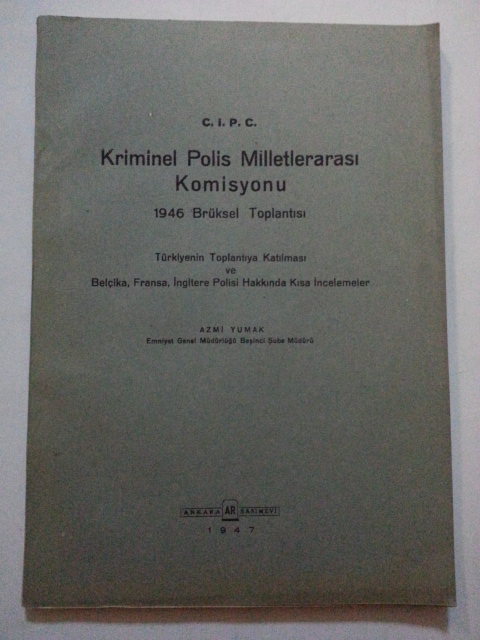 C. İ. P. C.
Kriminel Polis Milletlerarası
Komisyonu
1946 Brüksel Toplantısı
Türkiyenin Toplantıya Katılması
ve
Belçika, Fransa, İngiltere Polisi Hakkında Kısa İncelemeler
AZMİ YUMAK
Emniyet Genel Müdürlüğü Beşinci Şube Müdürü
ANKARA AR BASIMEVİ
1947